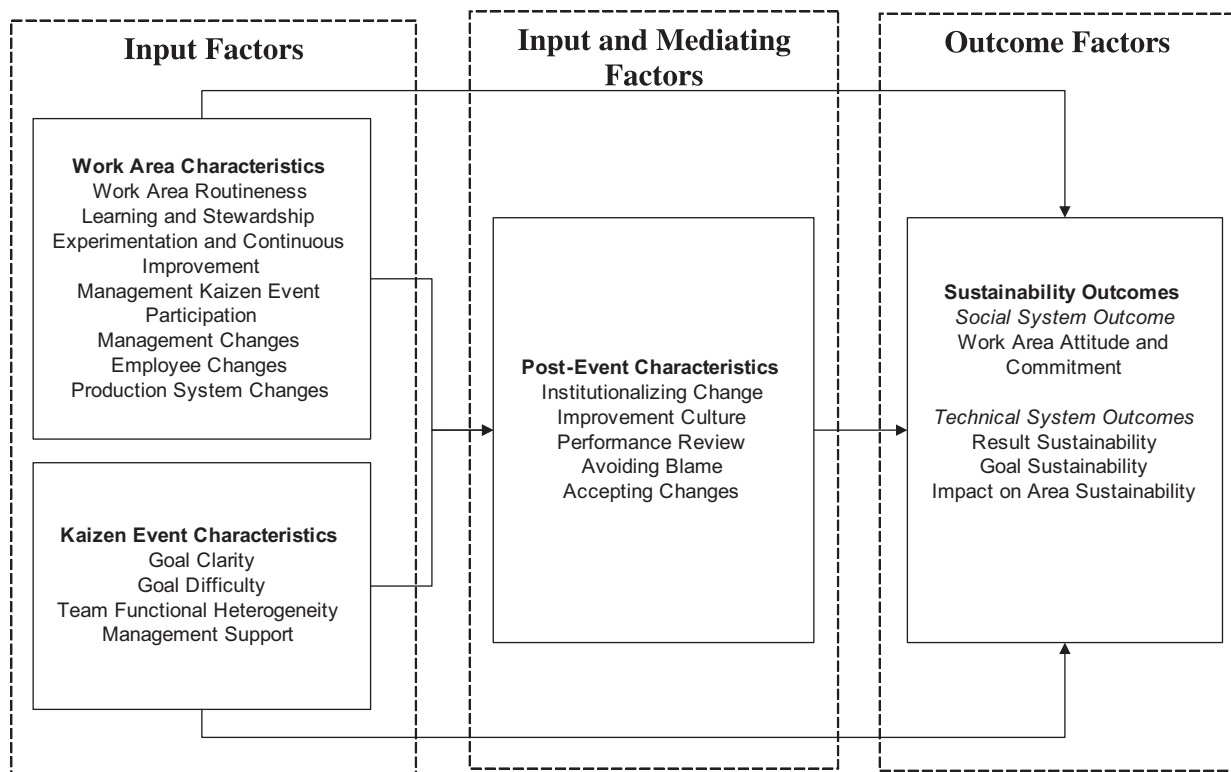 Input Factors
Work Area Characteristics
Work Area Routineness
Learning and Stewardship
Experimentation and Continuous
Improvement
Management Kaizen Event
Participation
Management Changes
Employee Changes
Production System Changes
Kaizen Event Characteristics
Goal Clarity
Goal Difficulty
Team Functional Heterogeneity
Management Support
Input and Mediating
Factors
Post-Event Characteristics
Institutionalizing Change
Improvement Culture
Performance Review
Avoiding Blame
Accepting Changes
Outcome Factors
Sustainability Outcomes
Social System Outcome
Work Area Attitude and
Commitment
Technical System Outcomes
Result Sustainability
Goal Sustainability
Impact on Area Sustainability